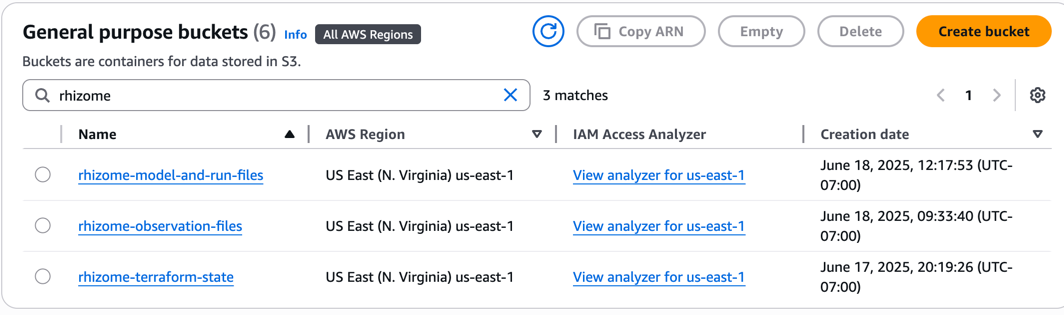 General purpose buckets (6) Info All AWS Regions Copy ARN Empty Delete Create bucket
Buckets are containers for data stored in S3.
rhizome 3 matches 1
Name AWS Region IAM Access Analyzer Creation date
rhizome-model-and-run-files US East (N. Virginia) us-east-1 View analyzer for us-east-1 June 18, 2025, 12:17:53 (UTC-
07:00)
rhizome-observation-files US East (N. Virginia) us-east-1 View analyzer for us-east-1 June 18, 2025, 09:33:40 (UTC-
07:00)
rhizome-terraform-state US East (N. Virginia) us-east-1 View analyzer for us-east-1 June 17, 2025, 20:19:26 (UTC-
07:00)